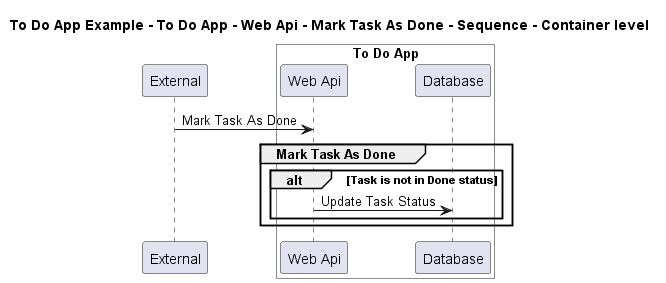 To Do App Example - To Do App - Web Api - Mark Task As Done - Sequence - Container level
To Do App
External Web Api Database
Mark Task As Done
Mark Task As Done
alt [Task is not in Done status]
Update Task Status
External Web Api Database